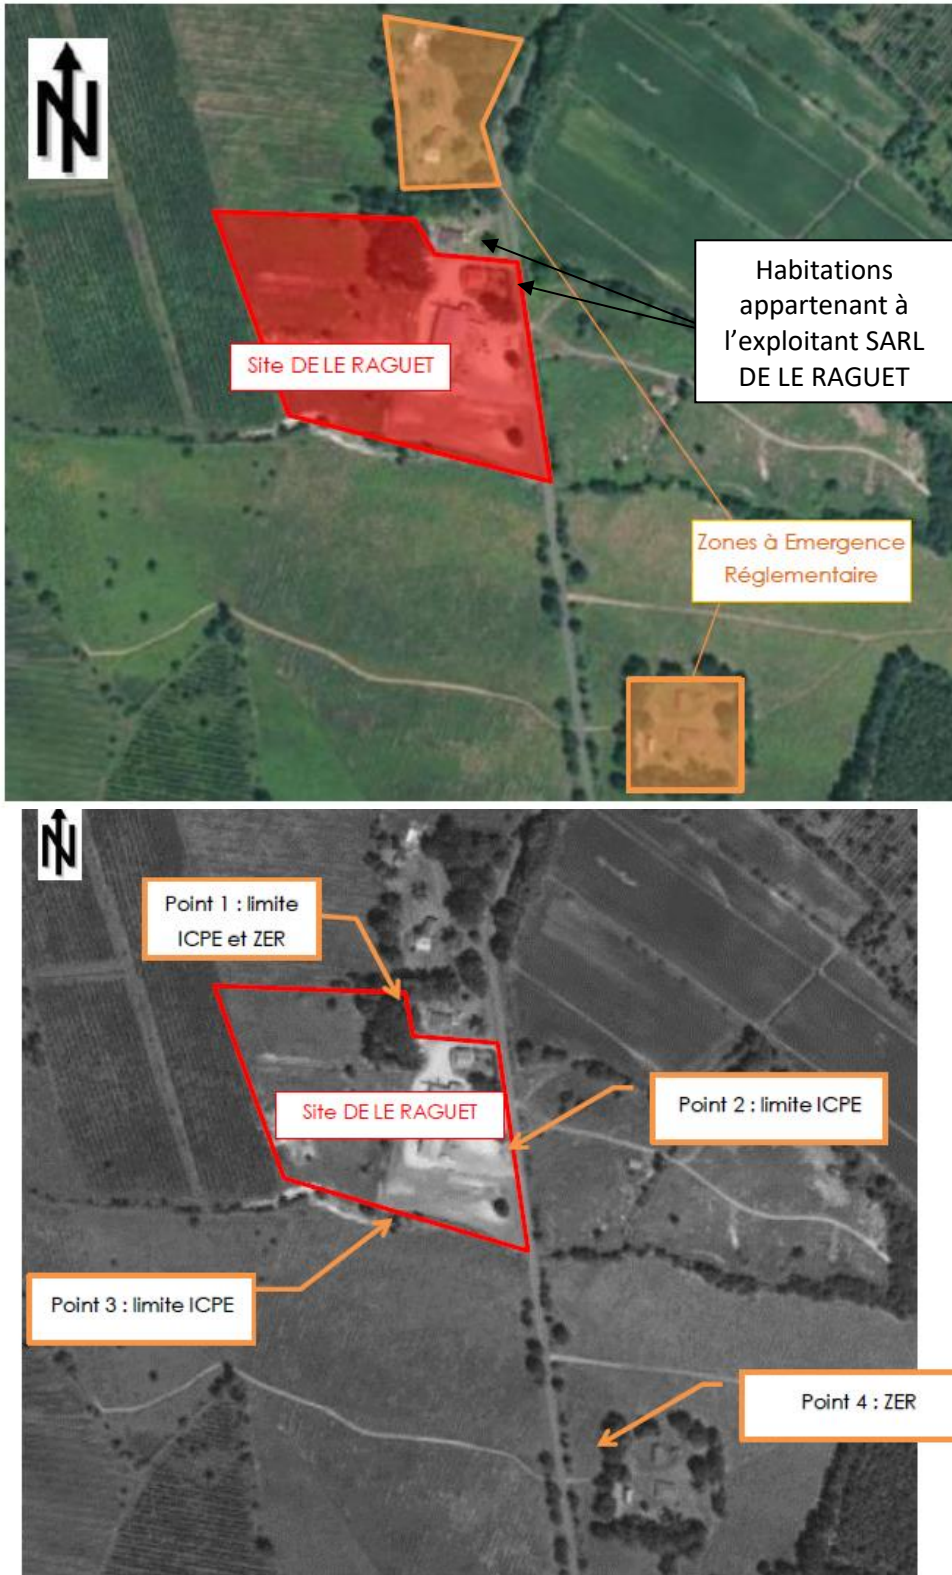 N
Habitations
appartenant à
l’exploitant SARL
DE LE RAGUET
Site DE LE RAGUET
Zones à Emergence
Réglementaire
N
Point 1 : limite
ICPE et ZER
Site DE LE RAGUET
Point 2 : limite ICPE
Point 3 : limite ICPE
Point 4 : ZER